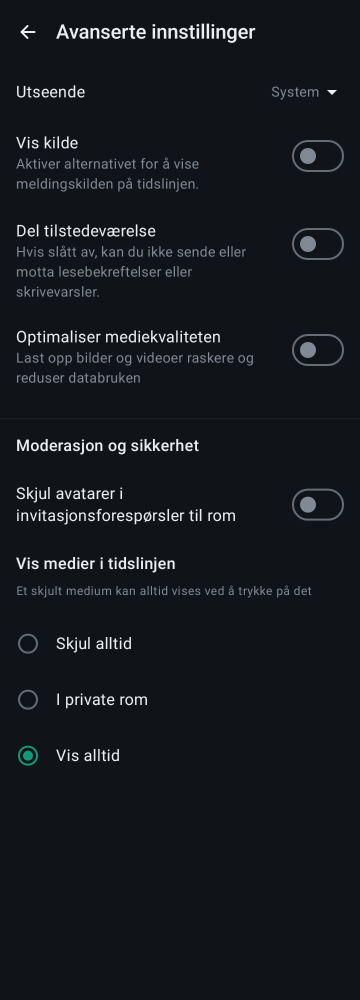 Avanserte innstillinger
Utseende
System
Vis kilde
Aktiver alternativet for å vise
meldingskilden på tidslinjen.
Del tilstedeværelse
Hvis slått av, kan du ikke sende eller
motta lesebekreftelser eller
skrivevarsler.
Optimaliser mediekvaliteten
Last opp bilder og videoer raskere og
reduser databruken
Moderasjon og sikkerhet
Skjul avatarer i
invitasjonsforespørsler til rom
Vis medier i tidslinjen
Et skjult medium kan alltid vises ved å trykke på det
Skjul alltid
I private rom
Vis alltid